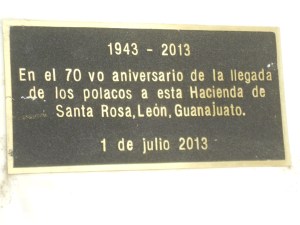 1943 - 2013
En el 70 vo aniversario de la llegada
de los polacos a esta Hacienda de
Santa Rosa, León, Guanajuato.
1 de julio 2013